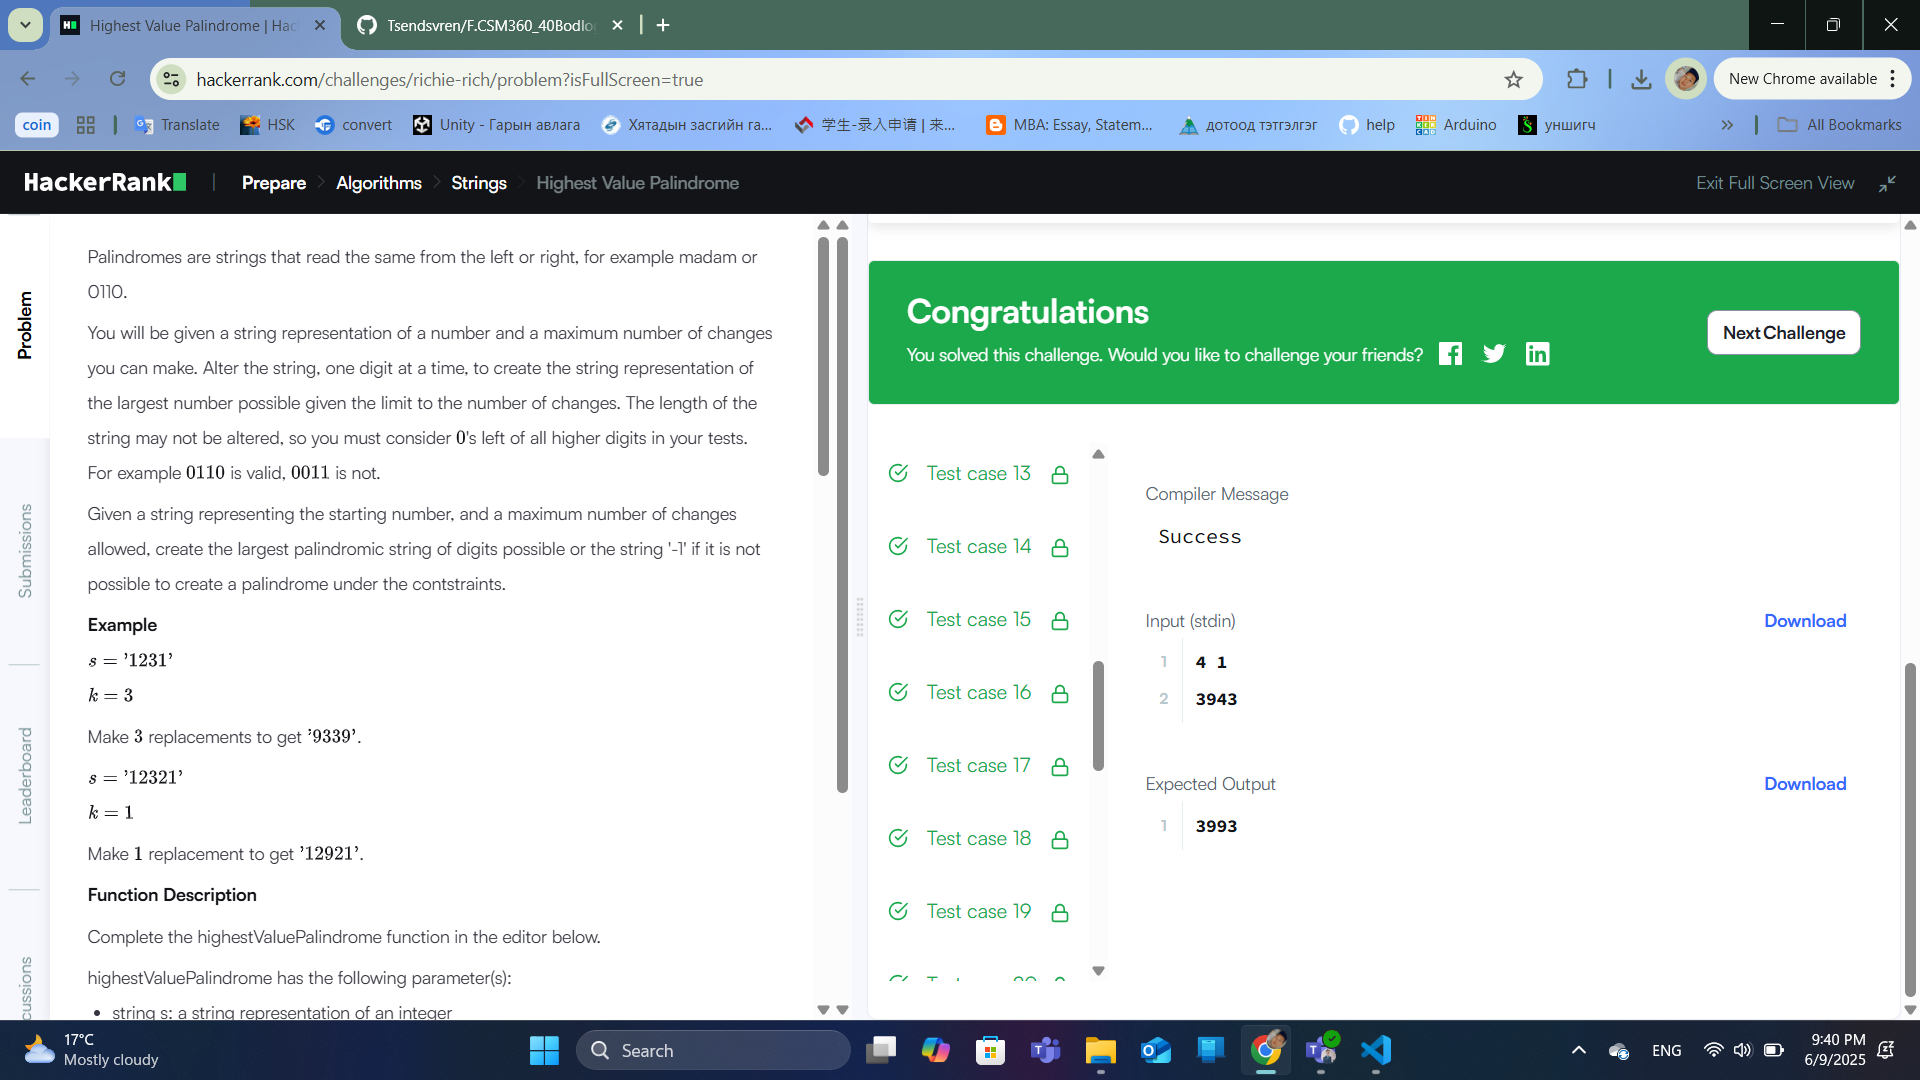 Highest Value Palindrome | Hac
Tsendsvren/F.CSM360_40Bodlo
hackerrank.com/challenges/richie-rich/problem?isFullScreen=true
New Chrome available
coin
Translate
HSK
convert
Unity - Гарын авлага
Хятадын засгийн га...
学生-录入申请 | 来...
MBA: Essay, Statem...
дотоод тэтгэлгэг
help
Arduino
уншигч
All Bookmarks
HackerRank
Prepare
Algorithms
Strings
Highest Value Palindrome
Exit Full Screen View
Problem
Submissions
Leaderboard
cussions
Palindromes are strings that read the same from the left or right, for example madam or
0110.
You will be given a string representation of a number and a maximum number of changes
you can make. Alter the string, one digit at a time, to create the string representation of
the largest number possible given the limit to the number of changes. The length of the
string may not be altered, so you must consider 0's left of all higher digits in your tests.
For example 0110 is valid, 0011 is not.
Given a string representing the starting number, and a maximum number of changes
allowed, create the largest palindromic string of digits possible or the string '-1' if it is not
possible to create a palindrome under the contstraints.
Example
s = '1231'
k = 3
Make 3 replacements to get '9339'.
s = '12321'
k = 1
Make 1 replacement to get '12921'.
Function Description
Complete the highestValuePalindrome function in the editor below.
highestValuePalindrome has the following parameter(s):
• string s: a string representation of an integer
Congratulations
You solved this challenge. Would you like to challenge your friends?
Next Challenge
Test case 13
Test case 14
Test case 15
Test case 16
Test case 17
Test case 18
Test case 19
Compiler Message
Success
Input (stdin)
Download
1 4 1
2 3943
Expected Output
Download
1 3993
17°C
Mostly cloudy
Search
ENG
9:40 PM
6/9/2025